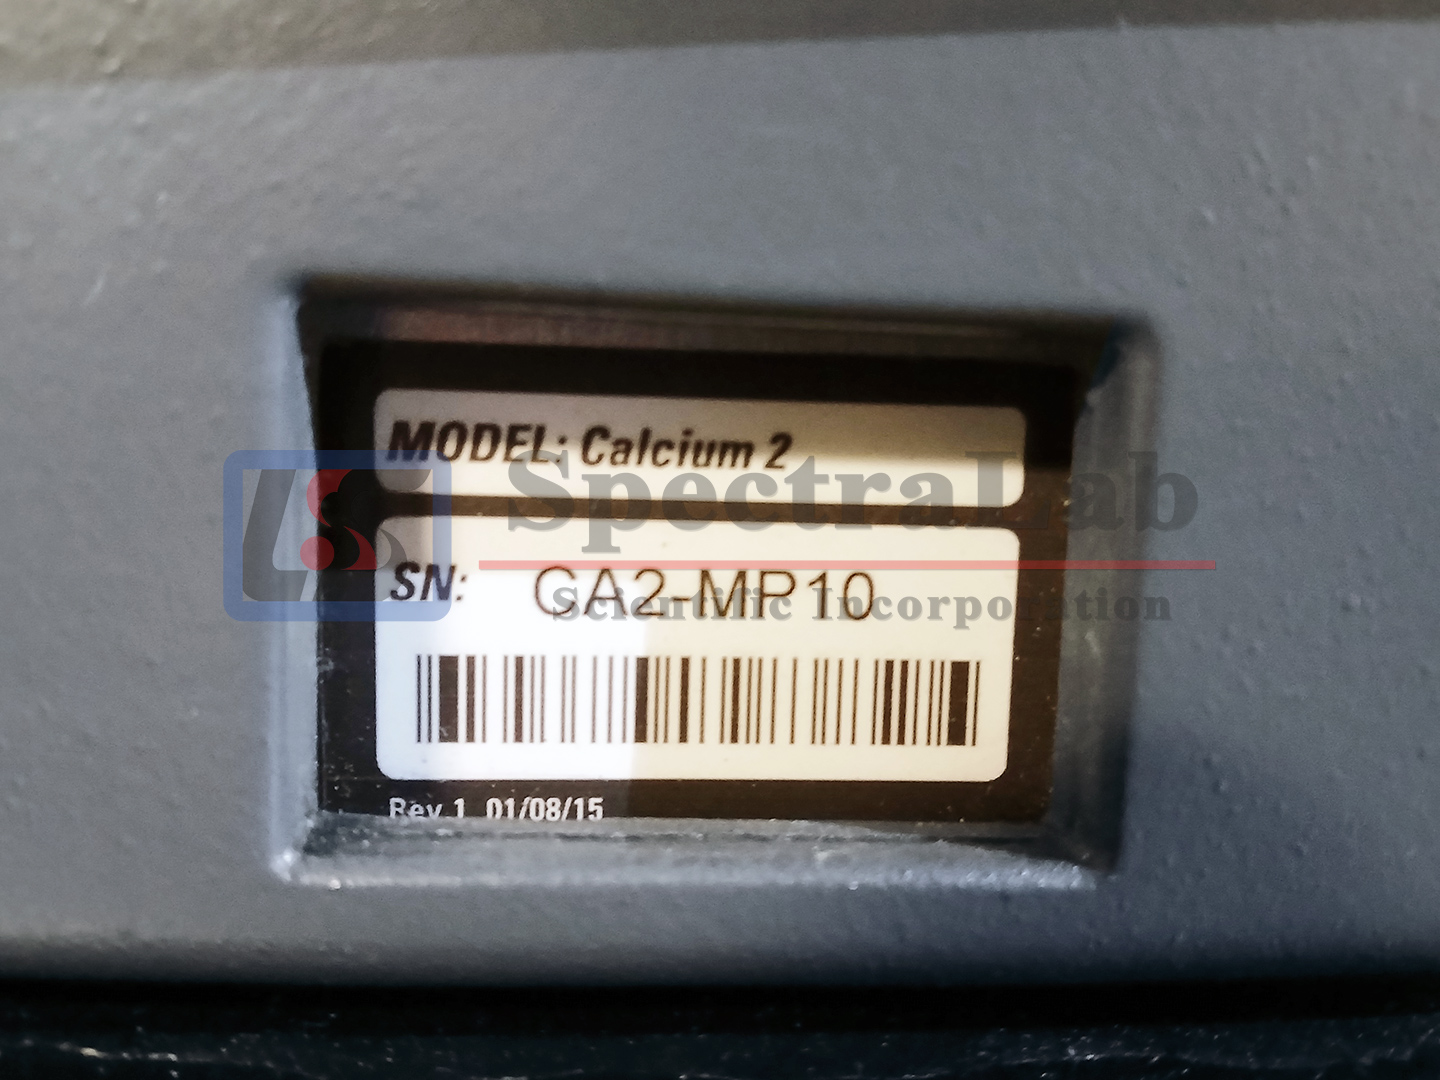 MODEL: Calcium 2
SpectraLab
SN: CA2-MP10
Scientific Incorporation
Rev 1 01/08/15